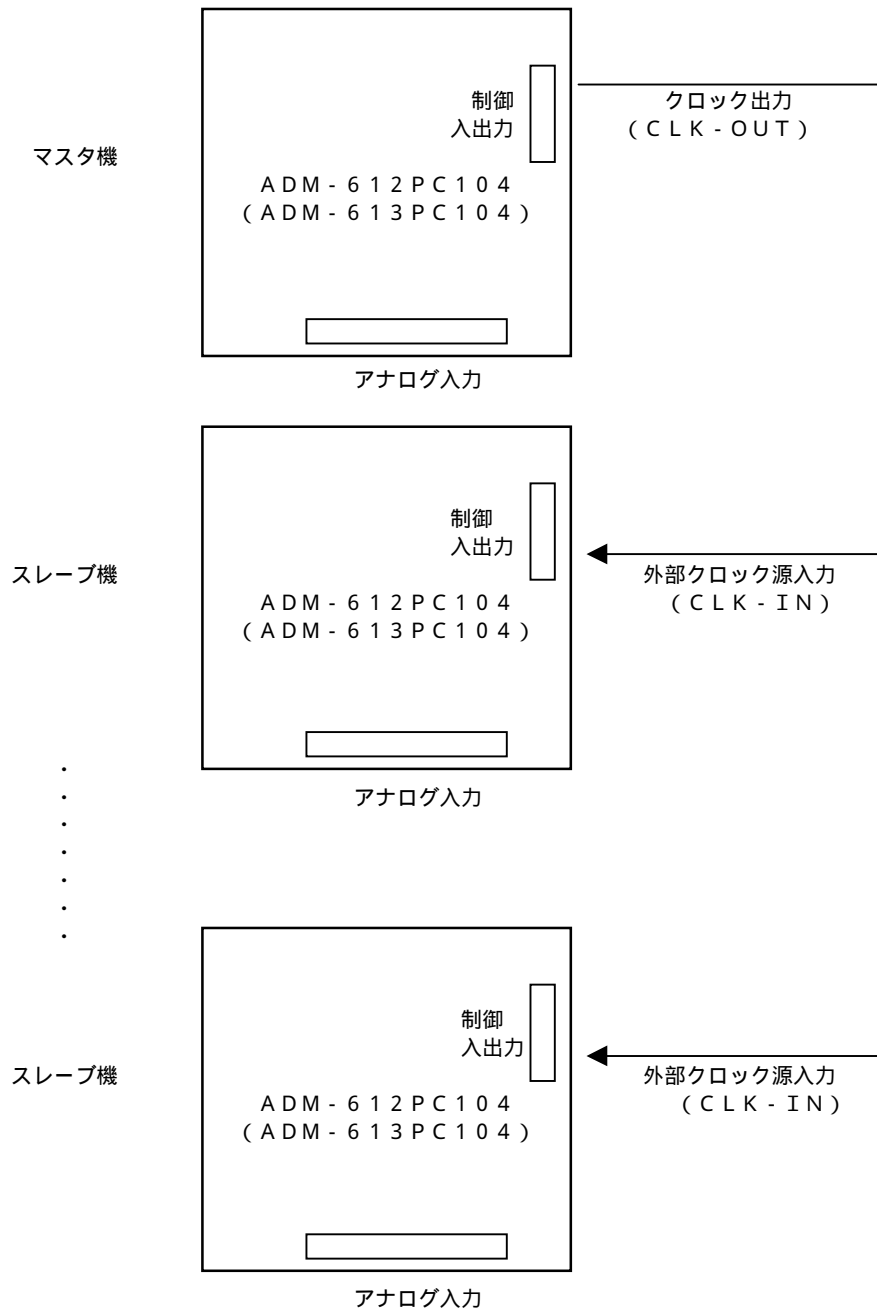 マスタ機
制御
入出力
ＡＤＭ-６１２ＰＣ１０４
（ＡＤＭ-６１３ＰＣ１０４）
アナログ入力
クロック出力
（ＣＬＫ-ＯＵＴ）
スレーブ機
制御
入出力
ＡＤＭ-６１２ＰＣ１０４
（ＡＤＭ-６１３ＰＣ１０４）
アナログ入力
外部クロック源入力
（ＣＬＫ-ＩＮ）
スレーブ機
制御
入出力
ＡＤＭ-６１２ＰＣ１０４
（ＡＤＭ-６１３ＰＣ１０４）
アナログ入力
外部クロック源入力
（ＣＬＫ-ＩＮ）